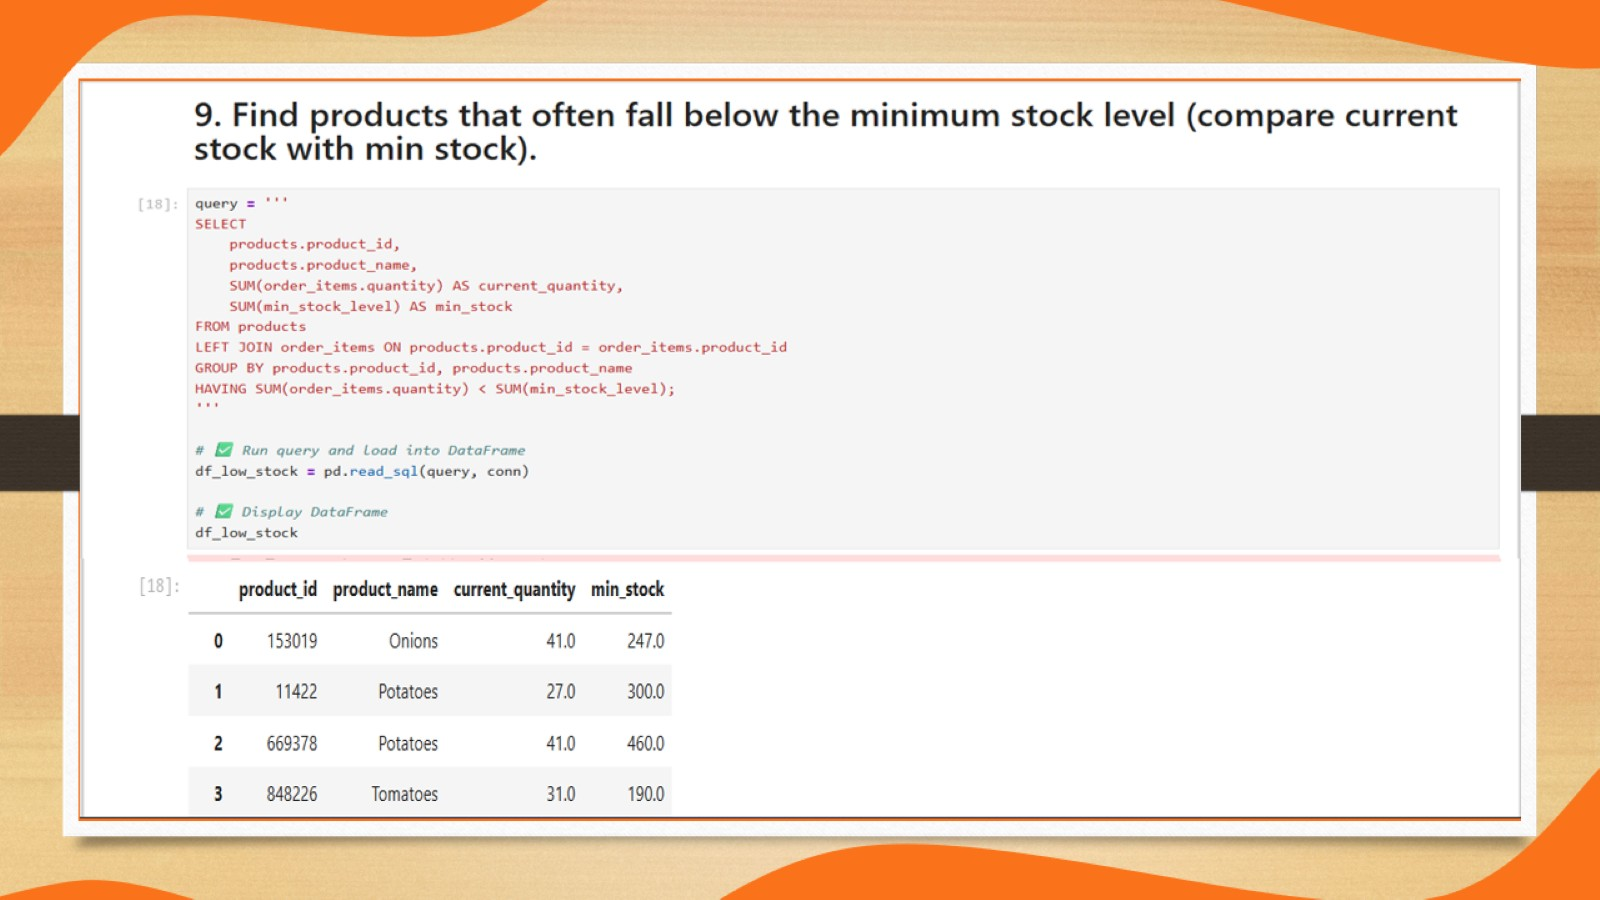 9. Find products that often fall below the minimum stock level (compare current
stock with min stock).
[18]: query = '''
SELECT
products.product_id,
products.product_name,
SUM(order_items.quantity) AS current_quantity,
SUM(min_stock_level) AS min_stock
FROM products
LEFT JOIN order_items ON products.product_id = order_items.product_id
GROUP BY products.product_id, products.product_name
HAVING SUM(order_items.quantity) < SUM(min_stock_level);
'''
# ✅ Run query and load into DataFrame
df_low_stock = pd.read_sql(query, conn)
# ✅ Display DataFrame
df_low_stock
[18]: product_id product_name current_quantity min_stock
0 153019 Onions 41.0 247.0
1 11422 Potatoes 27.0 300.0
2 669378 Potatoes 41.0 460.0
3 848226 Tomatoes 31.0 190.0